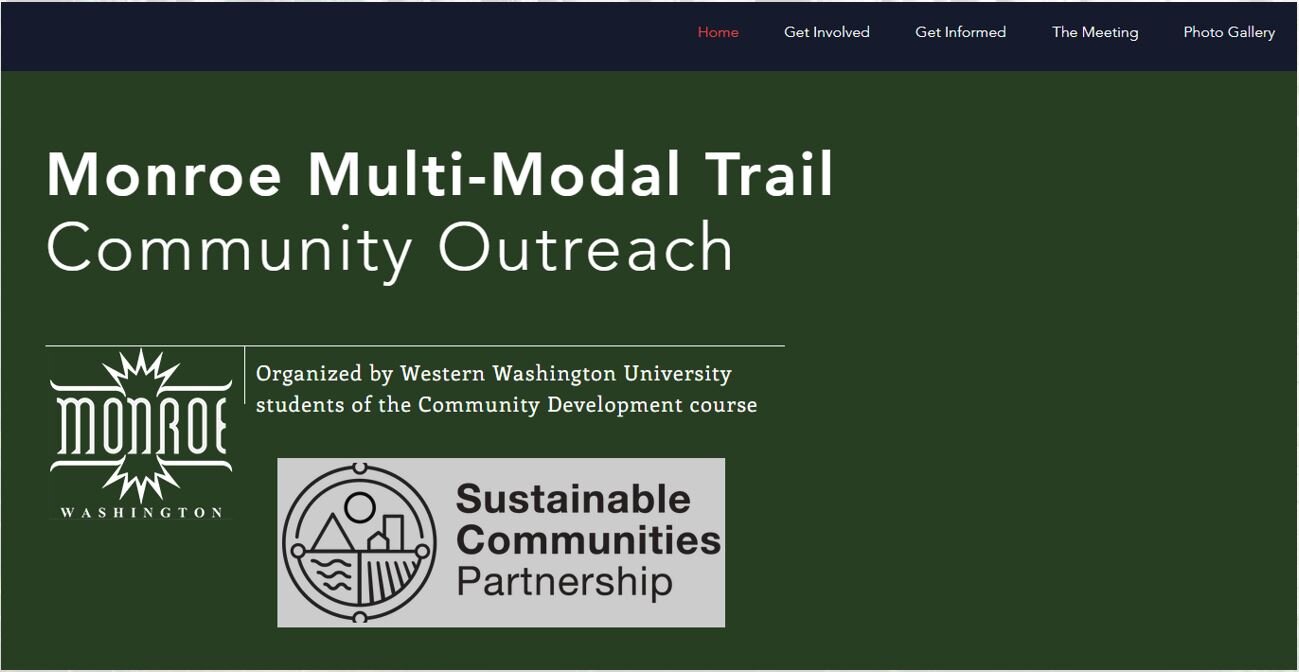 Home Get Involved Get Informed The Meeting Photo Gallery
Monroe Multi-Modal Trail
Community Outreach
Organized by Western Washington University
students of the Community Development course
MONROE
WASHINGTON
Sustainable
Communities
Partnership